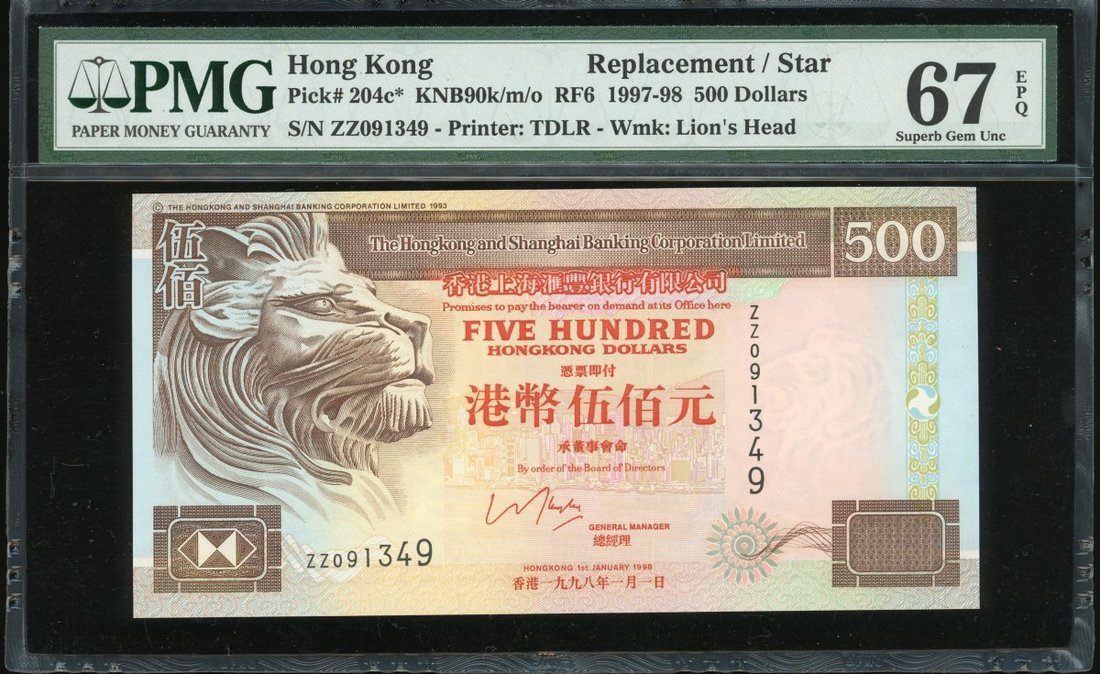 PMG
PAPER MONEY GUARANTY
Hong Kong Replacement / Star
Pick# 204c* KNB90k/m/o RF6 1997-98 500 Dollars
S/N ZZ091349 - Printer: TDLR - Wmk: Lion's Head
67
EPQ
Superb Gem Unc
© THE HONGKONG AND SHANGHAI BANKING CORPORATION LIMITED 1993
伍佰
The Hongkong and Shanghai Banking Corporation Limited
500
香港上海滙豐銀行有限公司
Promises to pay the bearer on demand at its Office here
FIVE HUNDRED
HONGKONG DOLLARS
憑票即付
港幣伍佰元
承董事會命
By order of the Board of Directors
ZZ091349
GENERAL MANAGER
總經理
ZZ091349
HONGKONG 1st JANUARY 1998
香港一九九八年一月一日